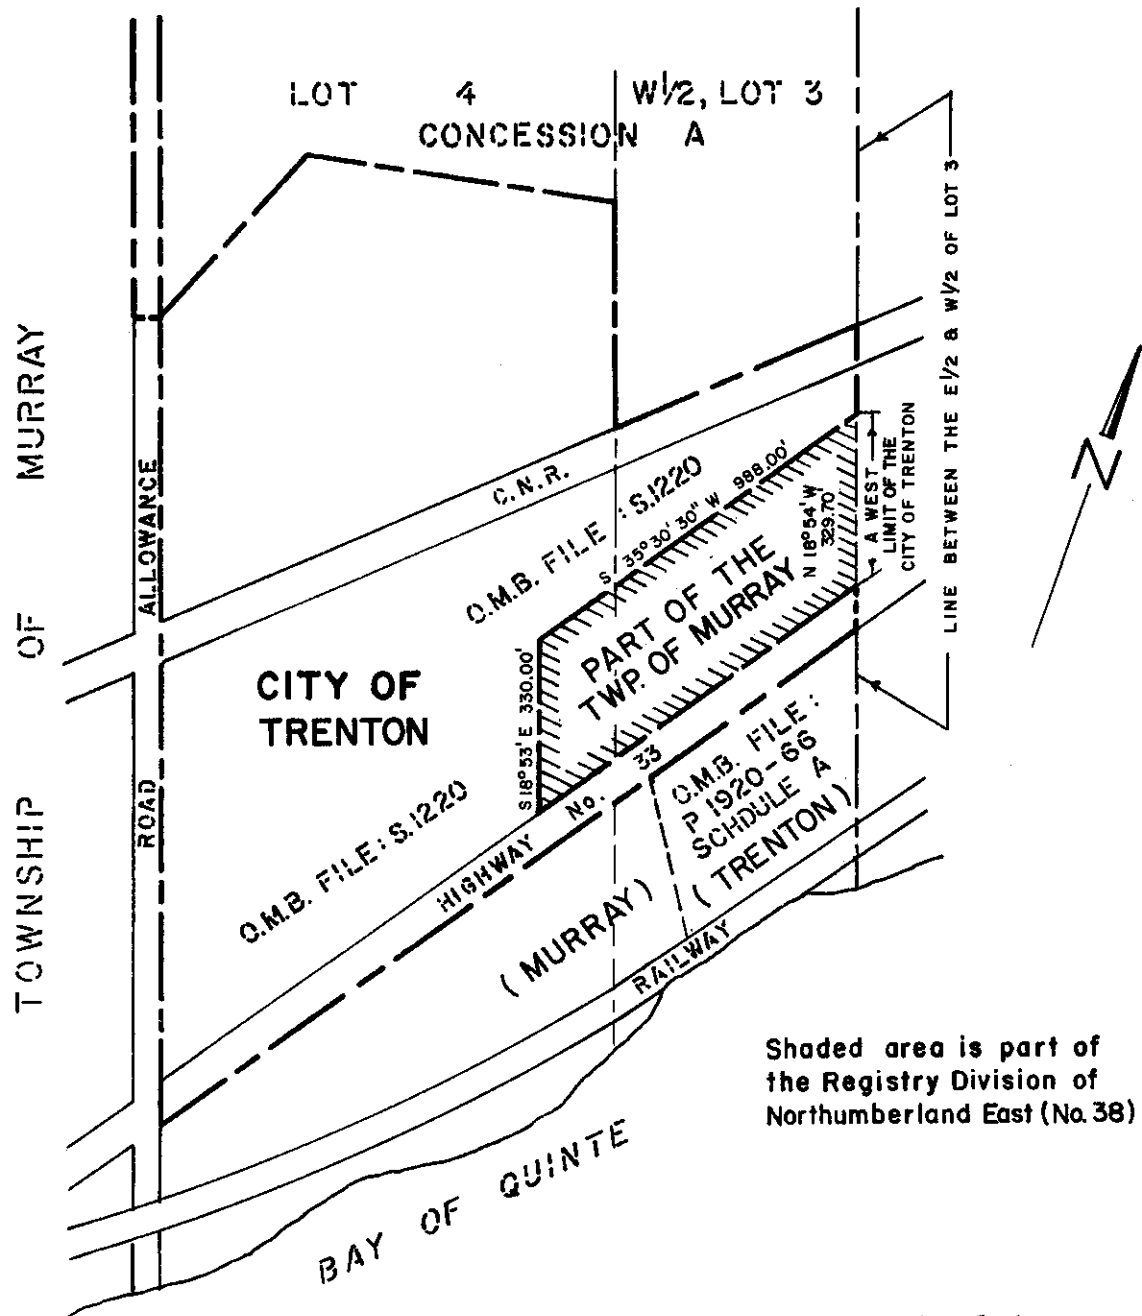 LOT 4
W1/2, LOT 3
CONCESSION A
TOWNSHIP OF MURRAY
ROAD ALLOWANCE
C.N.R.
O.M.B. FILE : S.1220
S 35°30'30" W 988.00'
N 18°54' W
329.70'
A WEST
LIMIT OF THE
CITY OF TRENTON
LINE BETWEEN THE E1/2 & W1/2 OF LOT 3
N
PART OF THE
TWP. OF MURRAY
CITY OF
TRENTON
S 18°53' E 330.00'
O.M.B. FILE : S.1220
HIGHWAY No. 33
O.M.B. FILE :
P 1920-66
SCHDULE A
( TRENTON )
( MURRAY )
RAILWAY
Shaded area is part of
the Registry Division of
Northumberland East (No. 38)
BAY OF QUINTE